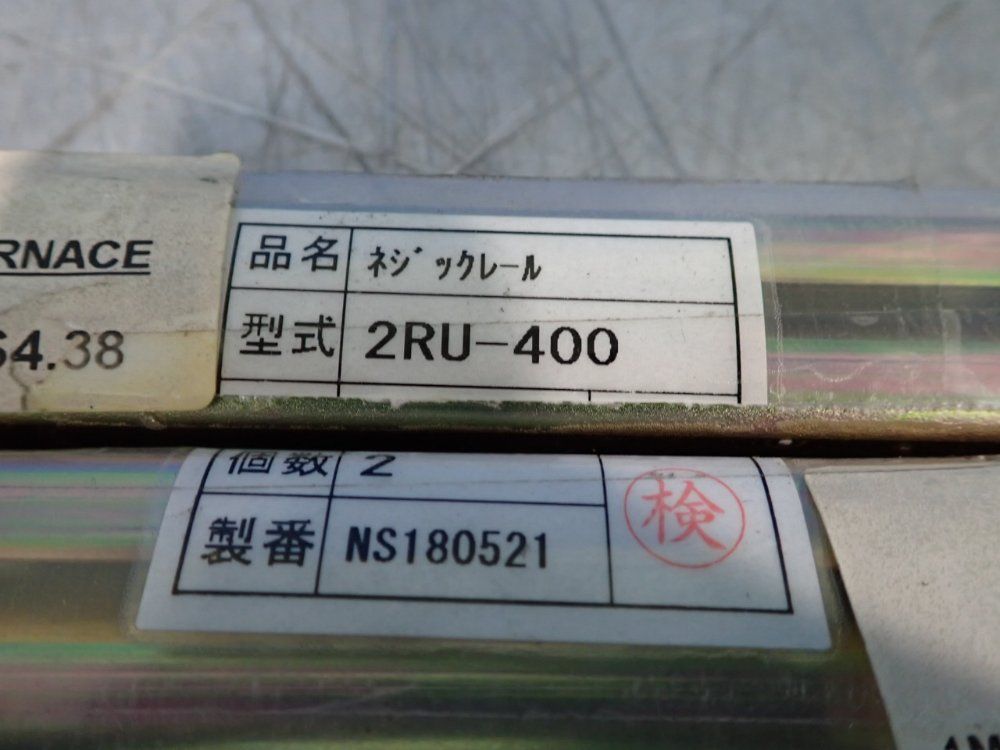 RNACE
4.38
品名 ネジックレール
型式 2RU-400
個数 2
製番 NS180521
検